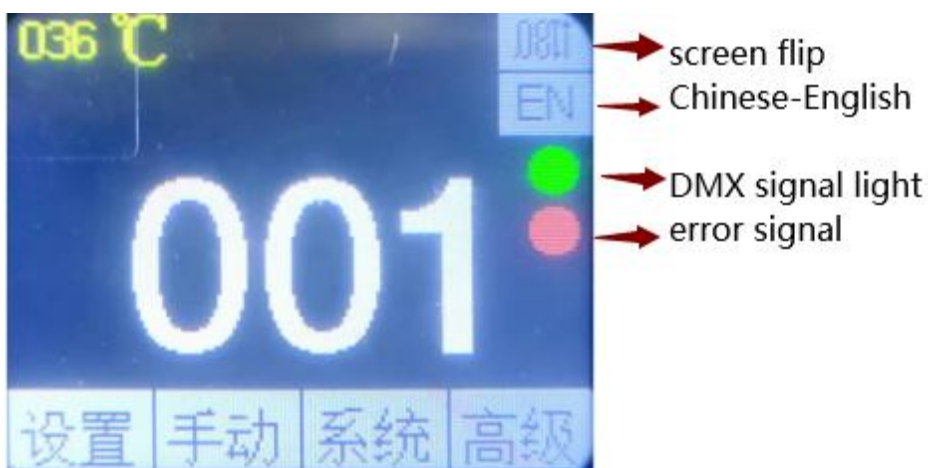 036 ℃
screen flip
EN
Chinese-English
DMX signal light
error signal
001
设置 手动 系统 高级